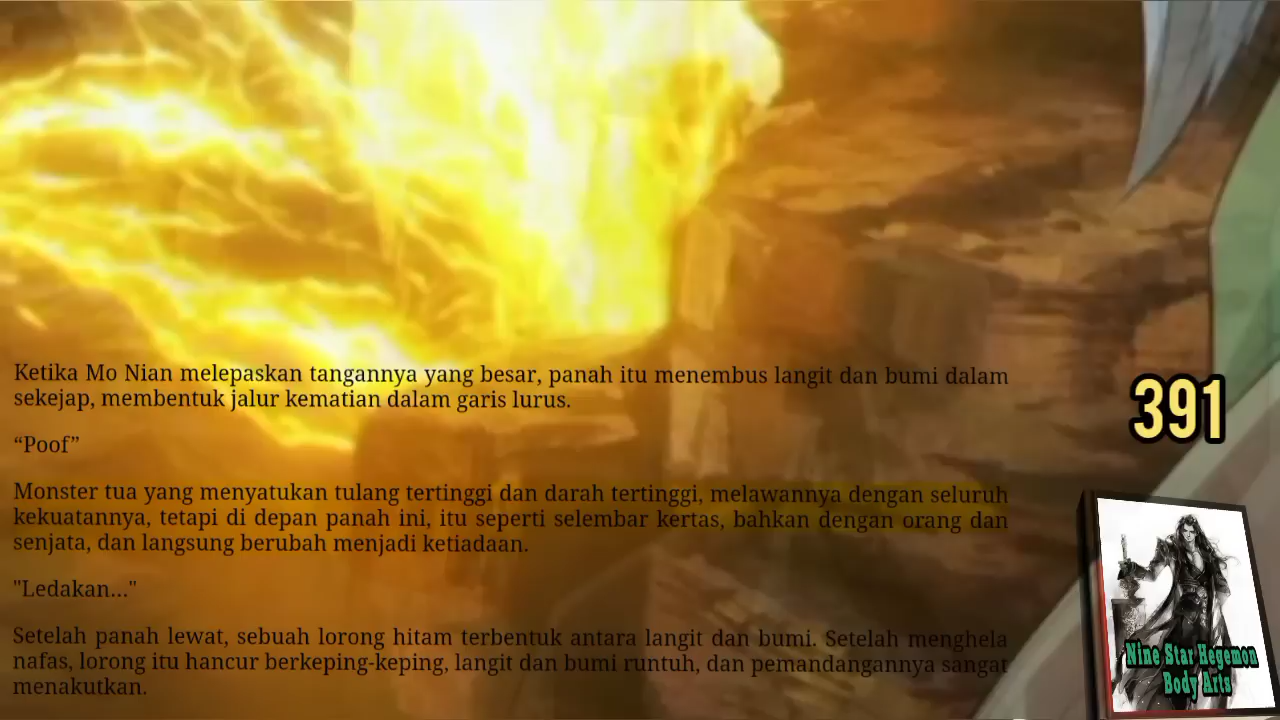 Ketika Mo Nian melepaskan tangannya yang besar, panah itu menembus langit dan bumi dalam
sekejap, membentuk jalur kematian dalam garis lurus.
“Poof”
Monster tua yang menyatukan tulang tertinggi dan darah tertinggi, melawannya dengan seluruh
kekuatannya, tetapi di depan panah ini, itu seperti selembar kertas, bahkan dengan orang dan
senjata, dan langsung berubah menjadi ketiadaan.
"Ledakan..."
Setelah panah lewat, sebuah lorong hitam terbentuk antara langit dan bumi. Setelah menghela
nafas, lorong itu hancur berkeping-keping, langit dan bumi runtuh, dan pemandangannya sangat
menakutkan.
391
Nine Star Hegemon
Body Arts